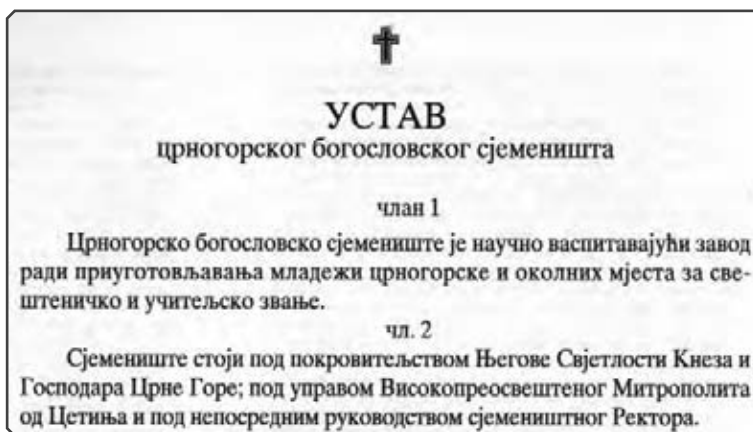 УСТАВ
црногорског богословског сјеменишта
члан 1
Црногорско богословско сјемениште је научно васпитавајући завод
ради приуготовљавања младежи црногорске и околних мјеста за све-
штеничко и учитељско звање.
чл. 2
Сјемениште стоји под покровитељством Његове Свјетлости Кнеза и
Господара Црне Горе; под управом Високопреосвештеног Митрополита
од Цетиња и под непосредним руководством сјемеништног Ректора.